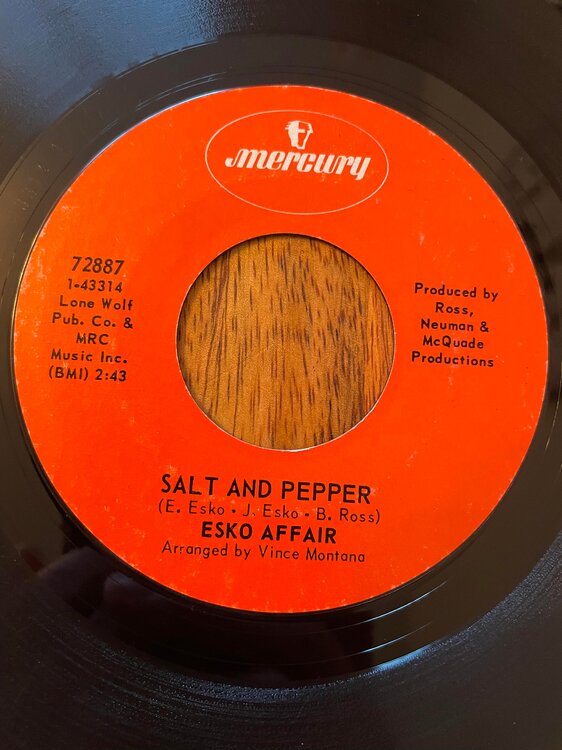 mercury
72887
1-43314
Lone Wolf
Pub. Co. &
MRC
Music Inc.
(BMI) 2:43
Produced by
Ross,
Neuman &
McQuade
Productions
SALT AND PEPPER
(E. Esko • J. Esko - B. Ross)
ESKO AFFAIR
Arranged by Vince Montana